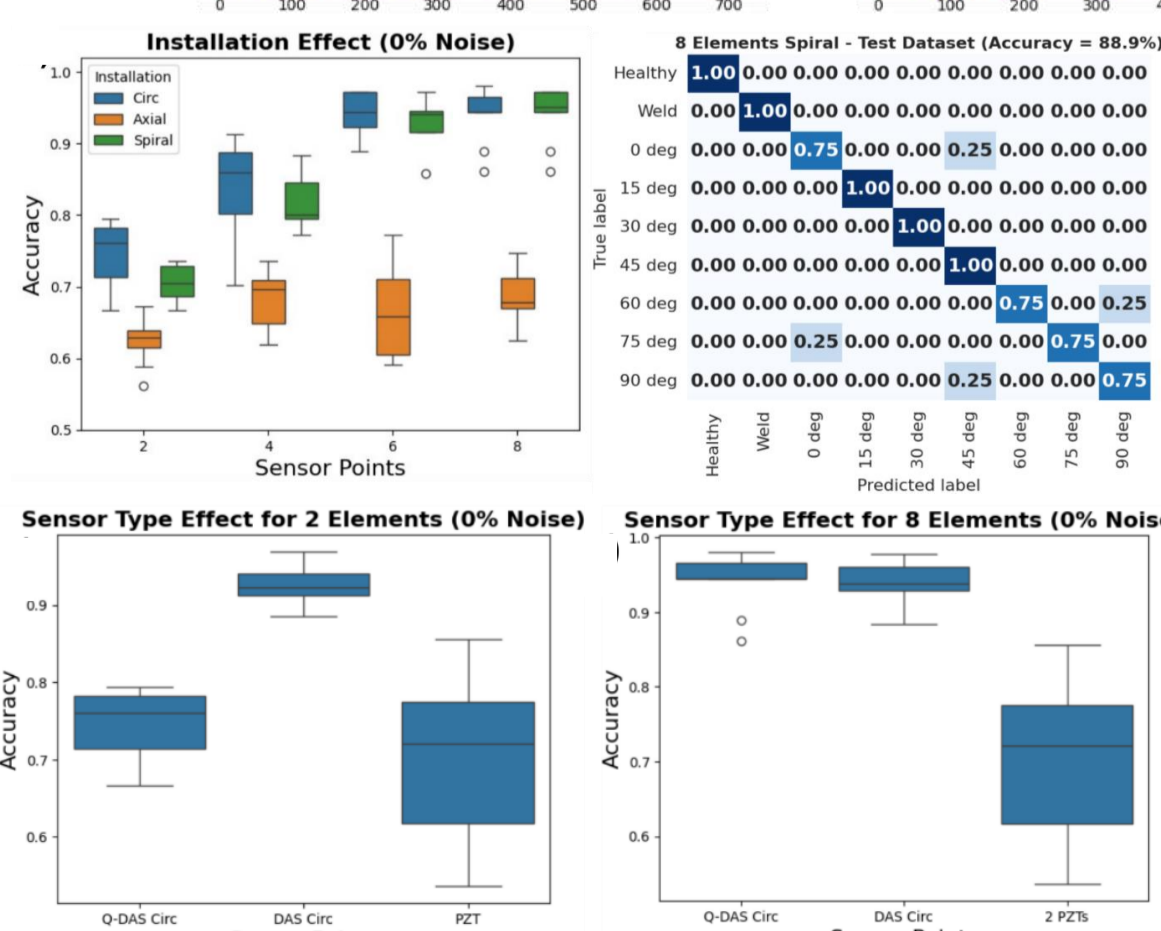 0 100 200 300 400 500 600 700 0 100 200 300
Installation Effect (0% Noise)
Installation
Circ
Axial
Spiral
1.0
0.9
0.8
0.7
0.6
0.5
Accuracy
2 4 6 8
Sensor Points
8 Elements Spiral - Test Dataset (Accuracy = 88.9%)
True label
Healthy 1.00 0.00 0.00 0.00 0.00 0.00 0.00 0.00 0.00
Weld 0.00 1.00 0.00 0.00 0.00 0.00 0.00 0.00 0.00
0 deg 0.00 0.00 0.75 0.00 0.00 0.25 0.00 0.00 0.00
15 deg 0.00 0.00 0.00 1.00 0.00 0.00 0.00 0.00 0.00
30 deg 0.00 0.00 0.00 0.00 1.00 0.00 0.00 0.00 0.00
45 deg 0.00 0.00 0.00 0.00 0.00 1.00 0.00 0.00 0.00
60 deg 0.00 0.00 0.00 0.00 0.00 0.00 0.75 0.00 0.25
75 deg 0.00 0.00 0.25 0.00 0.00 0.00 0.00 0.75 0.00
90 deg 0.00 0.00 0.00 0.00 0.00 0.25 0.00 0.00 0.75
Healthy Weld 0 deg 15 deg 30 deg 45 deg 60 deg 75 deg 90 deg
Predicted label
Sensor Type Effect for 2 Elements (0% Noise)
0.9
0.8
0.7
0.6
Accuracy
Q-DAS Circ DAS Circ PZT
Sensor Type Effect for 8 Elements (0% Nois
1.0
0.9
0.8
0.7
0.6
Accuracy
Q-DAS Circ DAS Circ 2 PZTs